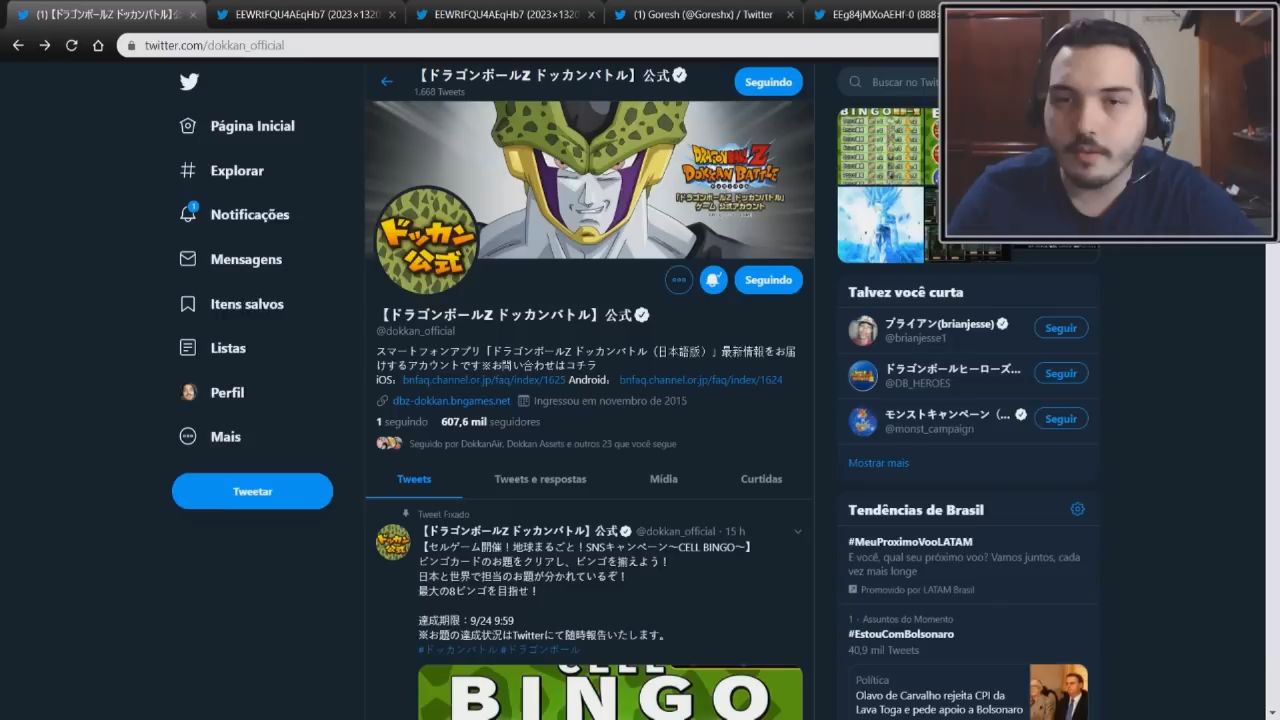 (1)【ドラゴンボールZ ドッカンバトル】公
EEWRtFQU4AEqHb7 (2023×1320
EEWRtFQU4AEqHb7 (2023×1320
(1) Goresh (@Goreshx) / Twitter
EEg84jMXoAEHf-0 (888
twitter.com/dokkan_official
Página Inicial
Explorar
1
Notificações
Mensagens
Itens salvos
Listas
Perfil
Mais
Tweetar
【ドラゴンボールZ ドッカンバトル】公式
1.668 Tweets
Seguindo
DRAGONBALL Z
DOKKAN BATTLE
「ドラゴンボールZ ドッカンバトル」
ゲーム 公式アカウント
ドッカン
公式
Seguindo
【ドラゴンボールZ ドッカンバトル】公式
@dokkan_official
スマートフォンアプリ「ドラゴンボールZ ドッカンバトル（日本語版）」最新情報をお届
けするアカウントです※お問い合わせはコチラ
iOS： bnfaq.channel.or.jp/faq/index/1625 Android： bnfaq.channel.or.jp/faq/index/1624
dbz-dokkan.bngames.net Ingressou em novembro de 2015
1 seguindo 607,6 mil seguidores
Seguido por DokkanAir, Dokkan Assets e outros 23 que você segue
Tweets
Tweets e respostas
Mídia
Curtidas
Tweet Fixado
【ドラゴンボールZ ドッカンバトル】公式 @dokkan_official · 15 h
【セルゲーム開催！地球まるごと！SNSキャンペーン～CELL BINGO～】
ビンゴカードのお題をクリアし、ビンゴを揃えよう！
日本と世界で担当のお題が分かれているぞ！
最大の8ビンゴを目指せ！
達成期限：9/24 9:59
※お題の達成状況はTwitterにて随時報告いたします。
#ドッカンバトル #ドラゴンボール
CELL
BINGO
Buscar no Twi
BINGO
Talvez você curta
ブライアン(brianjesse)
@brianjesse1
Seguir
ドラゴンボールヒーローズ...
@DB_HEROES
Seguir
モンストキャンペーン（...
@monst_campaign
Seguir
Mostrar mais
Tendências de Brasil
#MeuProximoVooLATAM
E você, qual seu próximo voo? Vamos juntos, cada
vez mais longe
Promovido por LATAM Brasil
1 · Assuntos do Momento
#EstouComBolsonaro
40,9 mil Tweets
Política
Olavo de Carvalho rejeita CPI da
Lava Toga e pede apoio a Bolsonaro